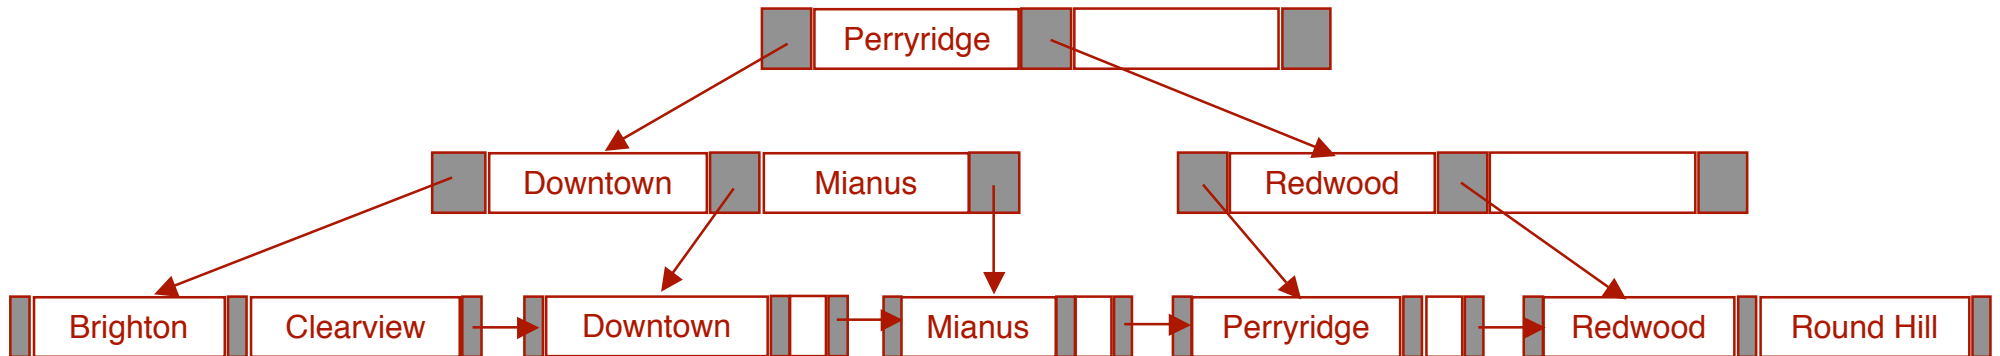 Perryridge
Downtown Mianus Redwood
Brighton Clearview Downtown Mianus Perryridge Redwood Round Hill